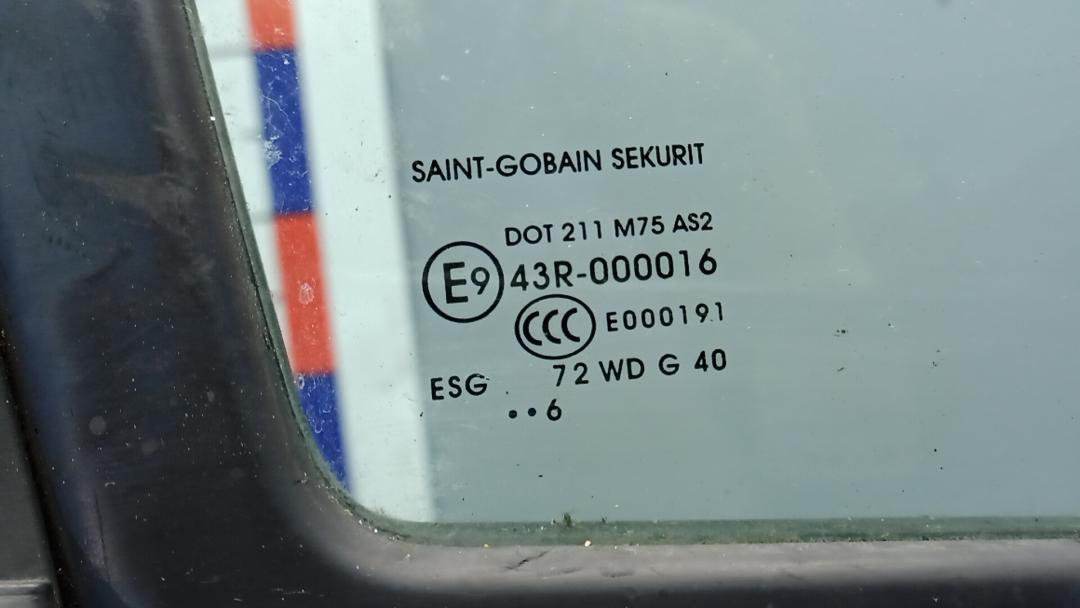 SAINT-GOBAIN SEKURIT
DOT 211 M75 AS2
E9 43R-000016
CCC E000191
ESG 72 WD G 40
••6